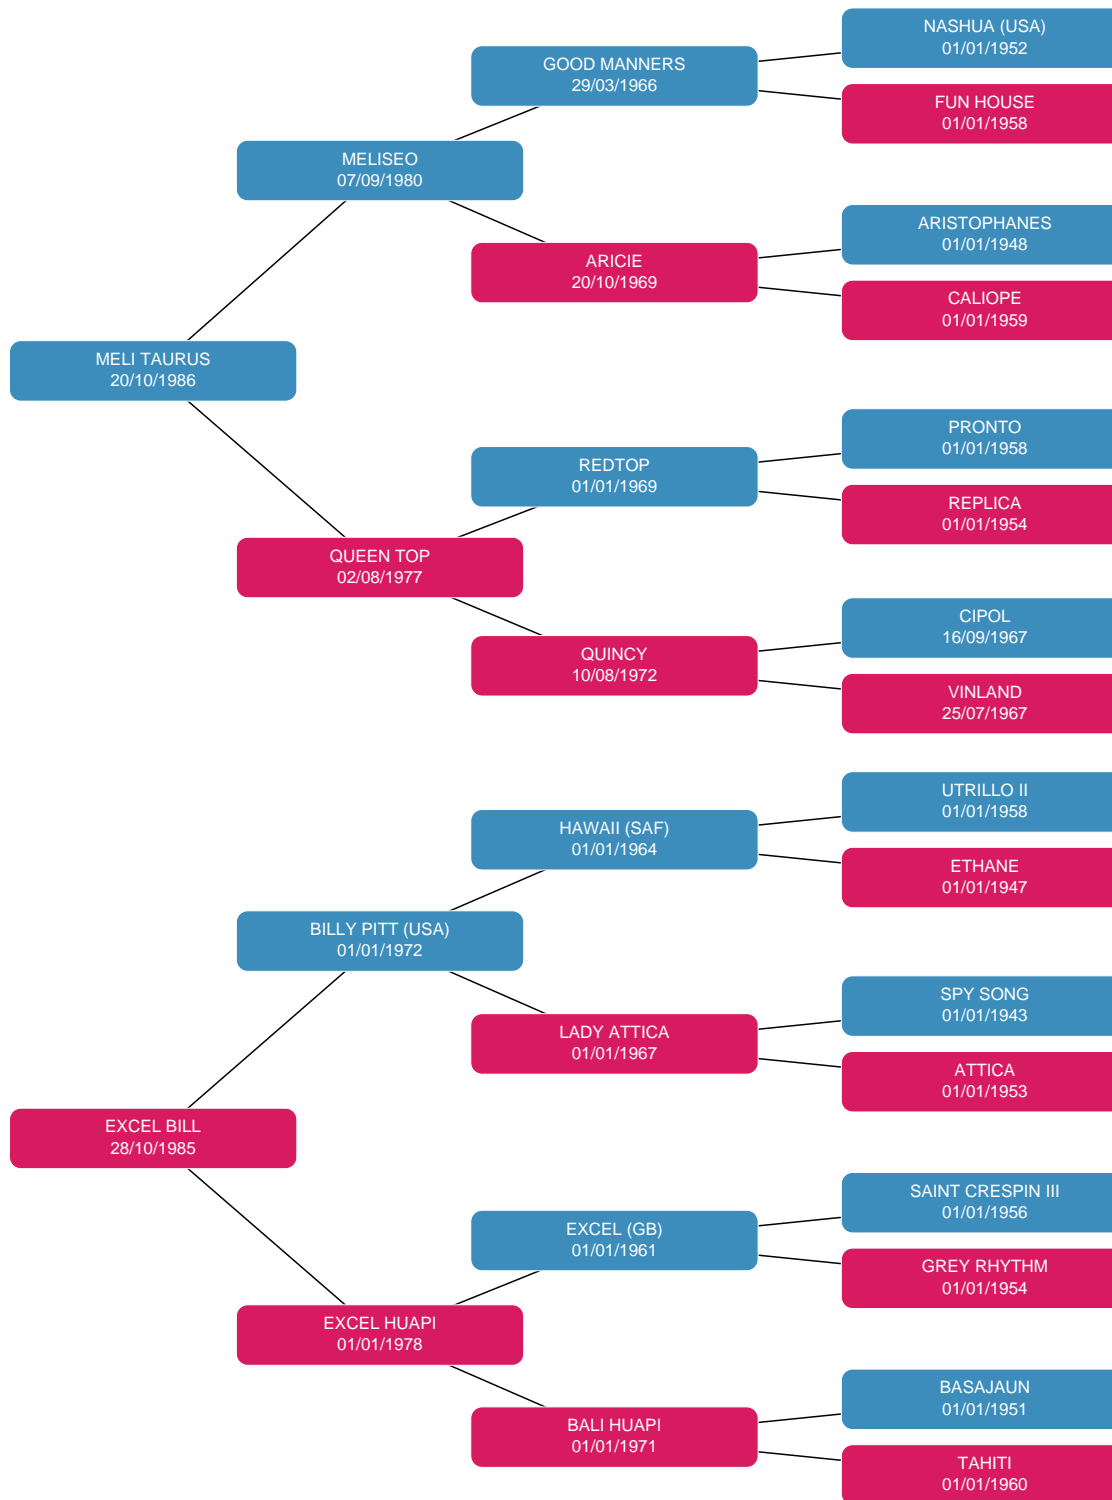 NASHUA (USA)
01/01/1952
GOOD MANNERS
29/03/1966
FUN HOUSE
01/01/1958
MELISEO
07/09/1980
ARISTOPHANES
01/01/1948
ARICIE
20/10/1969
CALIOPE
01/01/1959
MELI TAURUS
20/10/1986
PRONTO
01/01/1958
REDTOP
01/01/1969
REPLICA
01/01/1954
QUEEN TOP
02/08/1977
CIPOL
16/09/1967
QUINCY
10/08/1972
VINLAND
25/07/1967
UTRILLO II
01/01/1958
HAWAII (SAF)
01/01/1964
ETHANE
01/01/1947
BILLY PITT (USA)
01/01/1972
SPY SONG
01/01/1943
LADY ATTICA
01/01/1967
ATTICA
01/01/1953
EXCEL BILL
28/10/1985
SAINT CRESPIN III
01/01/1956
EXCEL (GB)
01/01/1961
GREY RHYTHM
01/01/1954
EXCEL HUAPI
01/01/1978
BASAJAUN
01/01/1951
BALI HUAPI
01/01/1971
TAHITI
01/01/1960